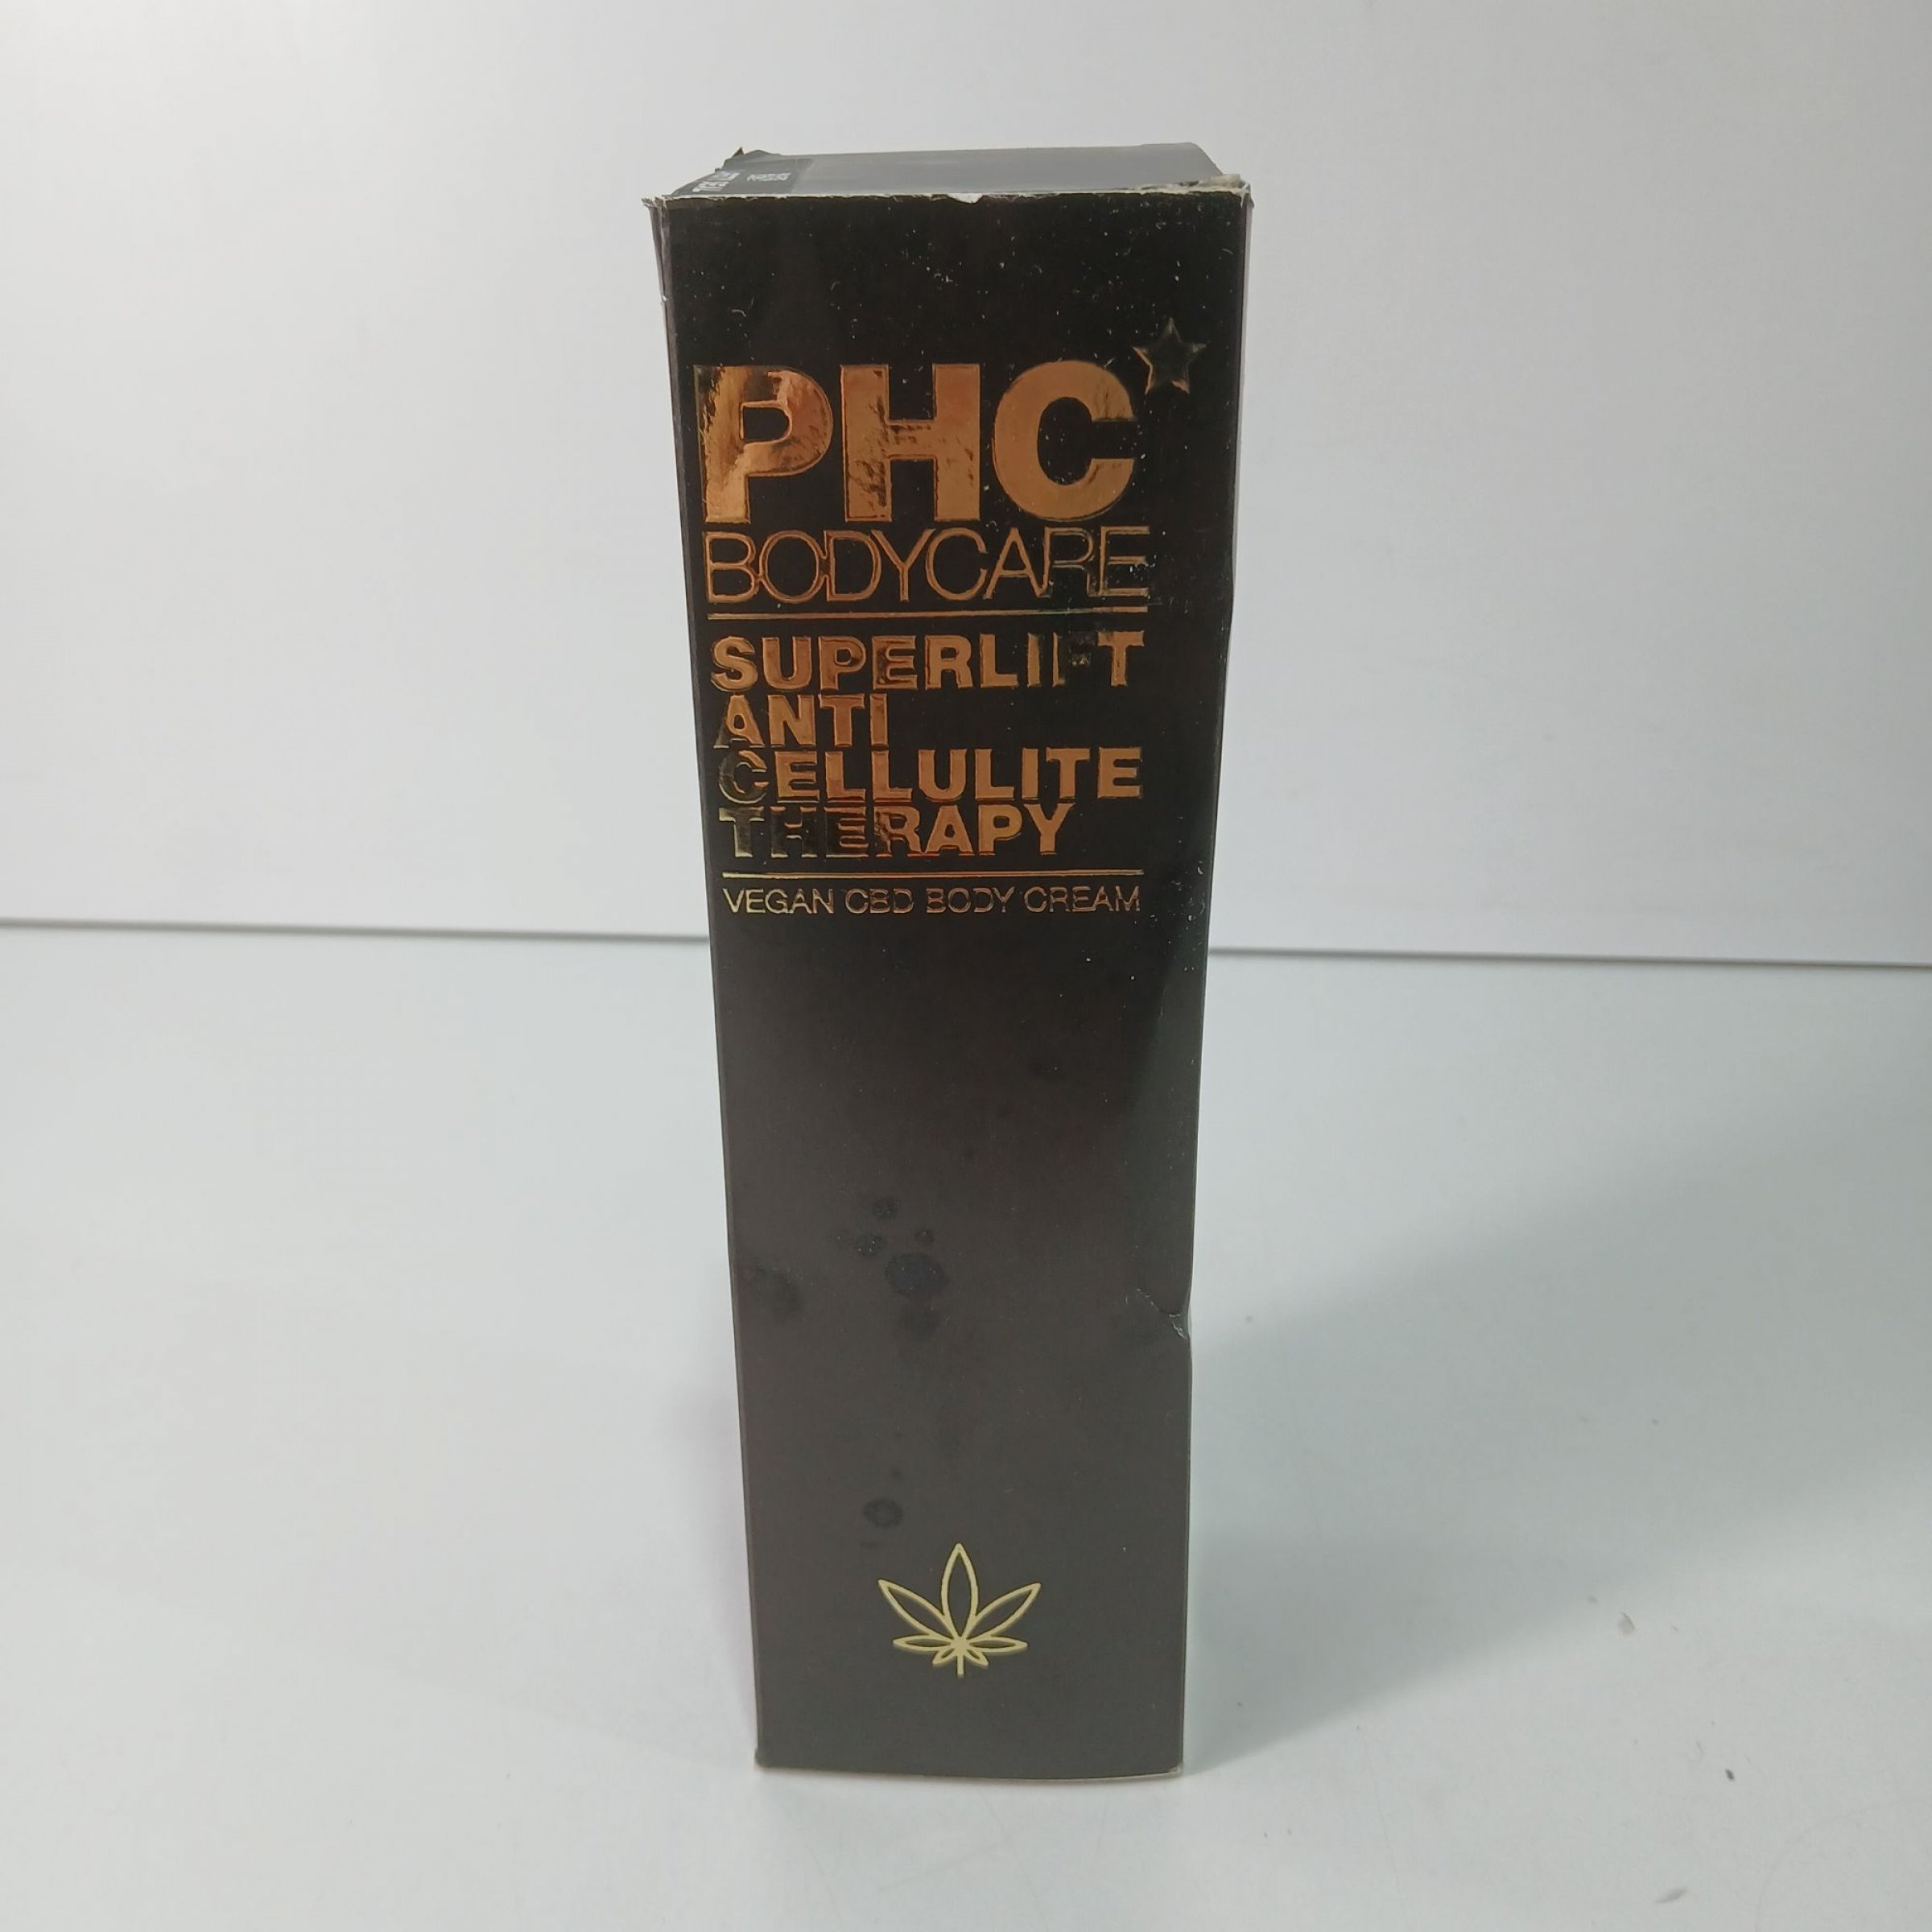 PHC
BODYCARE
SUPERLIFT
ANTI
CELLULITE
THERAPY
VEGAN CBD BODY CREAM